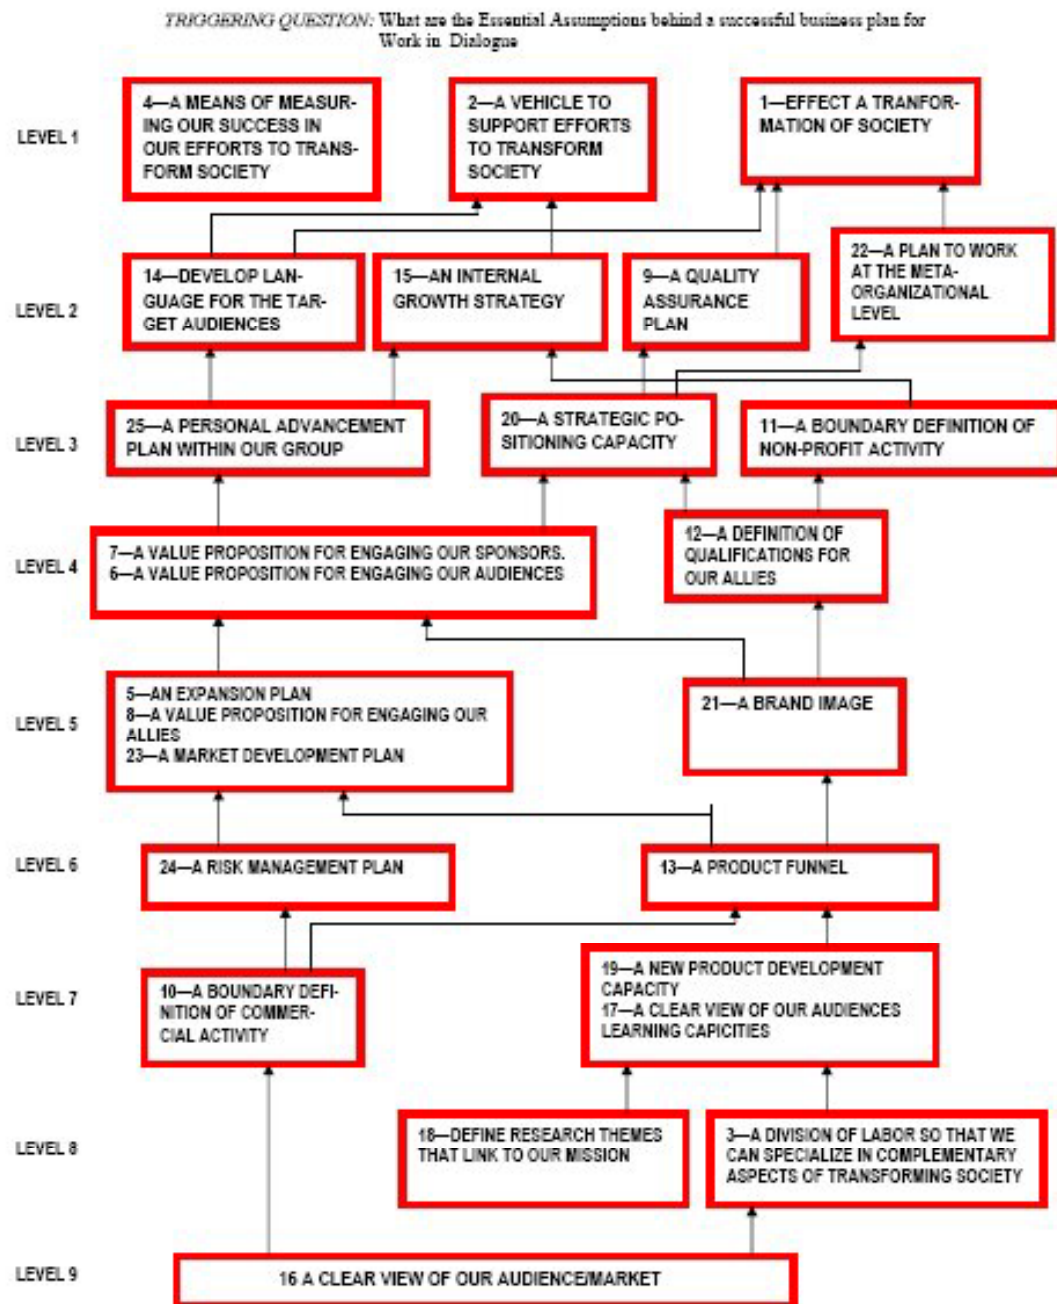 TRIGGERING QUESTION: What are the Essential Assumptions behind a successful business plan for
Work in Dialogue
LEVEL 1
4—A MEANS OF MEASUR-
ING OUR SUCCESS IN
OUR EFFORTS TO TRANS-
FORM SOCIETY
2—A VEHICLE TO
SUPPORT EFFORTS
TO TRANSFORM
SOCIETY
1—EFFECT A TRANFOR-
MATION OF SOCIETY
LEVEL 2
14—DEVELOP LAN-
GUAGE FOR THE TAR-
GET AUDIENCES
15—AN INTERNAL
GROWTH STRATEGY
9—A QUALITY
ASSURANCE
PLAN
22—A PLAN TO WORK
AT THE META-
ORGANIZATIONAL
LEVEL
LEVEL 3
25—A PERSONAL ADVANCEMENT
PLAN WITHIN OUR GROUP
20—A STRATEGIC PO-
SITIONING CAPACITY
11—A BOUNDARY DEFINITION OF
NON-PROFIT ACTIVITY
LEVEL 4
7—A VALUE PROPOSITION FOR ENGAGING OUR SPONSORS.
6—A VALUE PROPOSITION FOR ENGAGING OUR AUDIENCES
12—A DEFINITION OF
QUALIFICATIONS FOR
OUR ALLIES
LEVEL 5
5—AN EXPANSION PLAN
8—A VALUE PROPOSITION FOR ENGAGING OUR
ALLIES
23—A MARKET DEVELOPMENT PLAN
21—A BRAND IMAGE
LEVEL 6
24—A RISK MANAGEMENT PLAN
13—A PRODUCT FUNNEL
LEVEL 7
10—A BOUNDARY DEFI-
NITION OF COMMER-
CIAL ACTIVITY
19—A NEW PRODUCT DEVELOPMENT
CAPACITY
17—A CLEAR VIEW OF OUR AUDIENCES
LEARNING CAPICITIES
LEVEL 8
18—DEFINE RESEARCH THEMES
THAT LINK TO OUR MISSION
3—A DIVISION OF LABOR SO THAT WE
CAN SPECIALIZE IN COMPLEMENTARY
ASPECTS OF TRANSFORMING SOCIETY
LEVEL 9
16 A CLEAR VIEW OF OUR AUDIENCE/MARKET